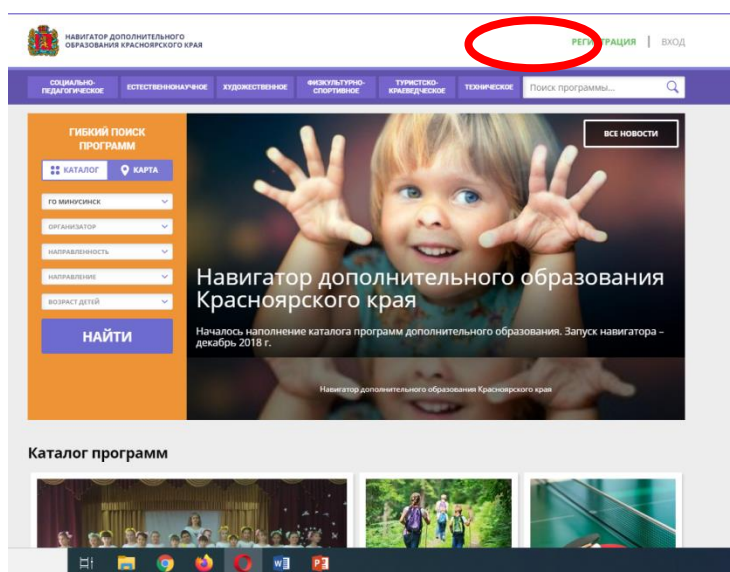 НАВИГАТОР ДОПОЛНИТЕЛЬНОГО
ОБРАЗОВАНИЯ КРАСНОЯРСКОГО КРАЯ
РЕГИСТРАЦИЯ | ВХОД
СОЦИАЛЬНО-
ПЕДАГОГИЧЕСКОЕ
ЕСТЕСТВЕННОНАУЧНОЕ
ХУДОЖЕСТВЕННОЕ
ФИЗКУЛЬТУРНО-
СПОРТИВНОЕ
ТУРИСТСКО-
КРАЕВЕДЧЕСКОЕ
ТЕХНИЧЕСКОЕ
Поиск программы...
ГИБКИЙ ПОИСК
ПРОГРАММ
КАТАЛОГ
КАРТА
ГО МИНУСИНСК
ОРГАНИЗАТОР
НАПРАВЛЕННОСТЬ
НАПРАВЛЕНИЕ
ВОЗРАСТ ДЕТЕЙ
НАЙТИ
ВСЕ НОВОСТИ
Навигатор дополнительного образования
Красноярского края
Началось наполнение каталога программ дополнительного образования. Запуск навигатора –
декабрь 2018 г.
Навигатор дополнительного образования Красноярского края
Каталог программ